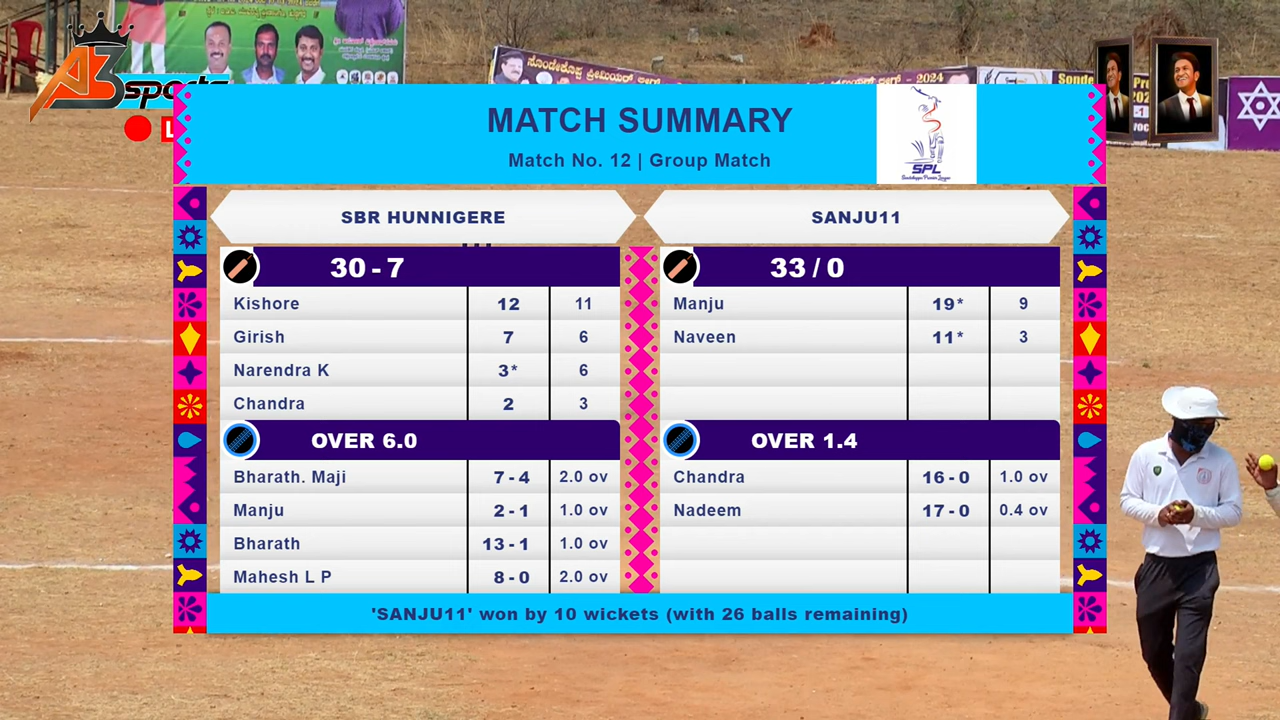 A3
sports
ಸೊಂಡೇಕೊಪ್ಪ ಪ್ರೀಮಿಯರ್ ಲೀಗ್
- 2024
Sonde
MATCH SUMMARY
Match No. 12 | Group Match
SPL
SBR HUNNIGERE
30 - 7
Kishore 12 11
Girish 7 6
Narendra K 3* 6
Chandra 2 3
OVER 6.0
Bharath. Maji 7 - 4 2.0 ov
Manju 2 - 1 1.0 ov
Bharath 13 - 1 1.0 ov
Mahesh L P 8 - 0 2.0 ov
SANJU11
33 / 0
Manju 19* 9
Naveen 11* 3
OVER 1.4
Chandra 16 - 0 1.0 ov
Nadeem 17 - 0 0.4 ov
'SANJU11' won by 10 wickets (with 26 balls remaining)